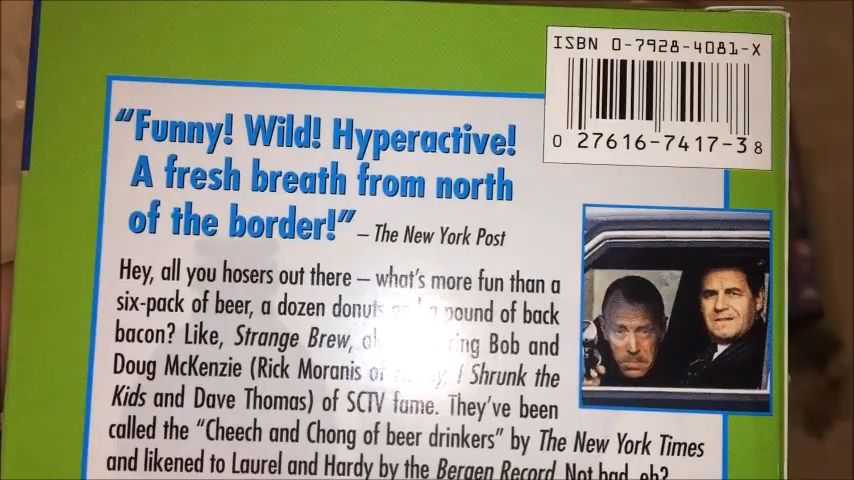 ISBN 0-7928-4081-X
0 27616-7417-3 8
“Funny! Wild! Hyperactive!
A fresh breath from north
of the border!” – The New York Post
Hey, all you hosers out there – what's more fun than a
six-pack of beer, a dozen donuts and a pound of back
bacon? Like, Strange Brew, Bob and
Doug McKenzie (Rick Moranis of I Shrunk the
Kids and Dave Thomas) of SCTV fame. They've been
called the “Cheech and Chong of beer drinkers” by The New York Times
and likened to Laurel and Hardy by the Bergen Record. Not bad, eh?